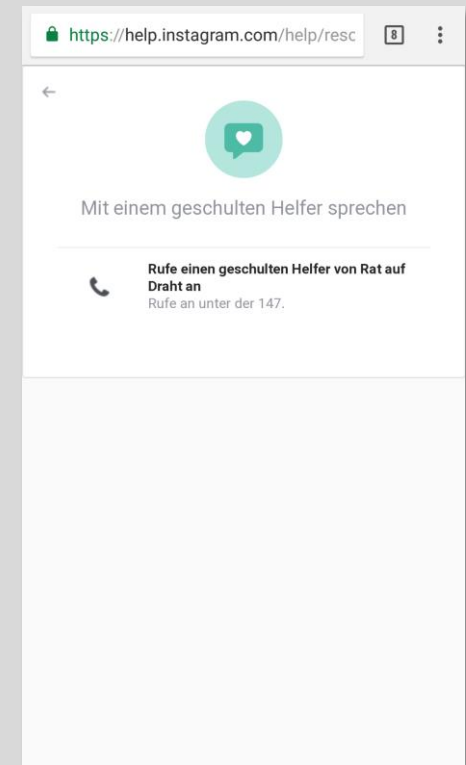 https://help.instagram.com/help/resc
8
Mit einem geschulten Helfer sprechen
Rufe einen geschulten Helfer von Rat auf
Draht an
Rufe an unter der 147.